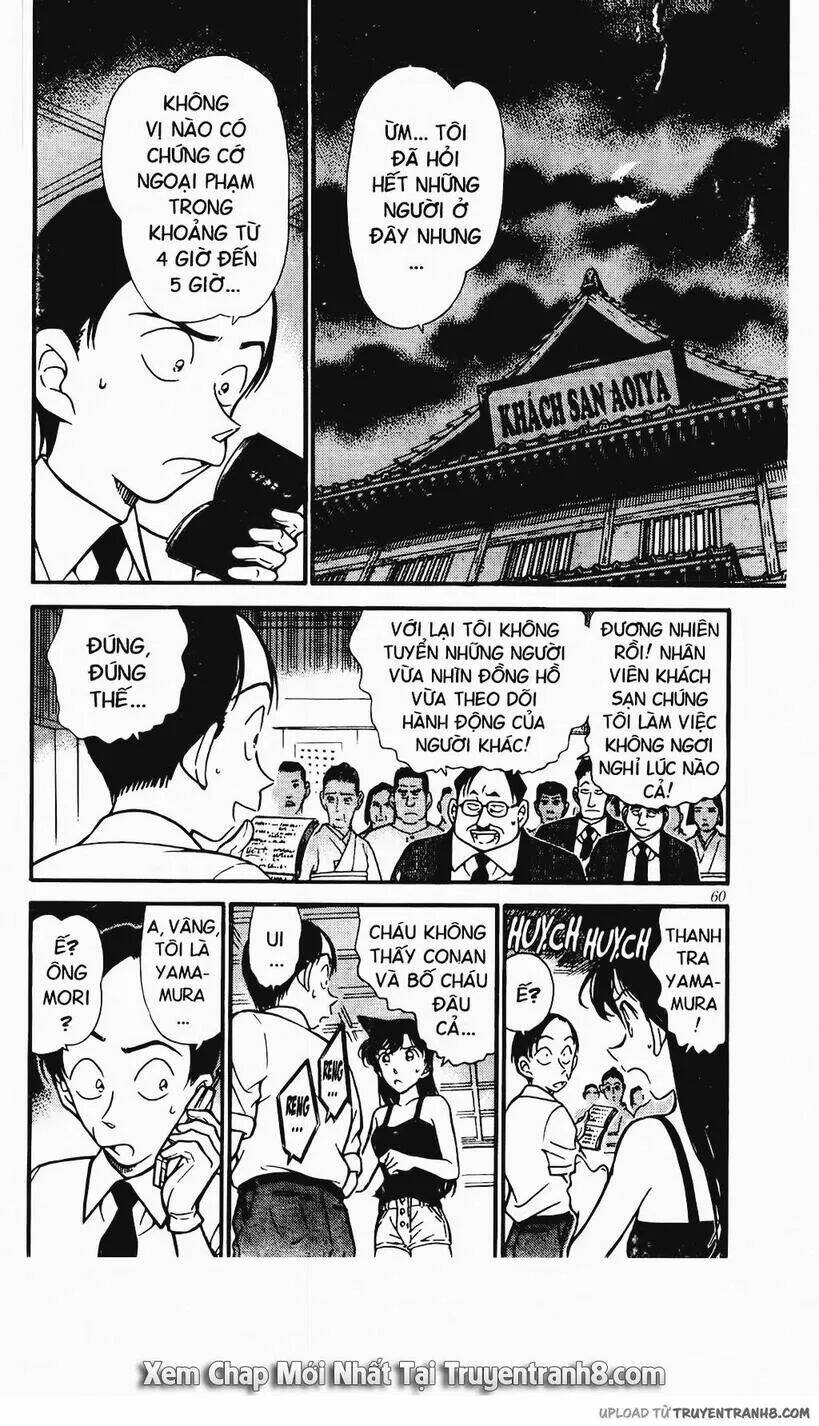 ỪM... TÔI
ĐÃ HỎI
HẾT NHỮNG
NGƯỜI Ở
ĐÂY NHƯNG
...
KHÁCH SẠN AOIYA
KHÔNG
VỊ NÀO CÓ
CHỨNG CỚ
NGOẠI PHẠM
TRONG
KHOẢNG TỪ
4 GIỜ ĐẾN
5 GIỜ...
ĐƯƠNG NHIÊN
RỒI! NHÂN
VIÊN KHÁCH
SẠN CHÚNG
TÔI LÀM VIỆC
KHÔNG NGƠI
NGHỈ LÚC NÀO
CẢ!
VỚI LẠI TÔI KHÔNG
TUYỂN NHỮNG NGƯỜI
VỪA NHÌN ĐỒNG HỒ
VỪA THEO DÕI
HÀNH ĐỘNG CỦA
NGƯỜI KHÁC!
ĐÚNG,
ĐÚNG
THẾ...
60
THANH
TRA
YAMA-
MURA
!
HUỴCH HUỴCH
Ế?
CHÁU KHÔNG
THẤY CONAN
VÀ BỐ CHÁU
ĐÂU
CẢ...
UI
...
RENG
...
RENG
...
A, VÂNG,
TÔI LÀ
YAMA-
MURA
...
Ế?
ÔNG
MORI
?
Xem Chap Mới Nhất Tại Truyentranh8.com
UPLOAD TỪ TRUYENTRANH8.COM